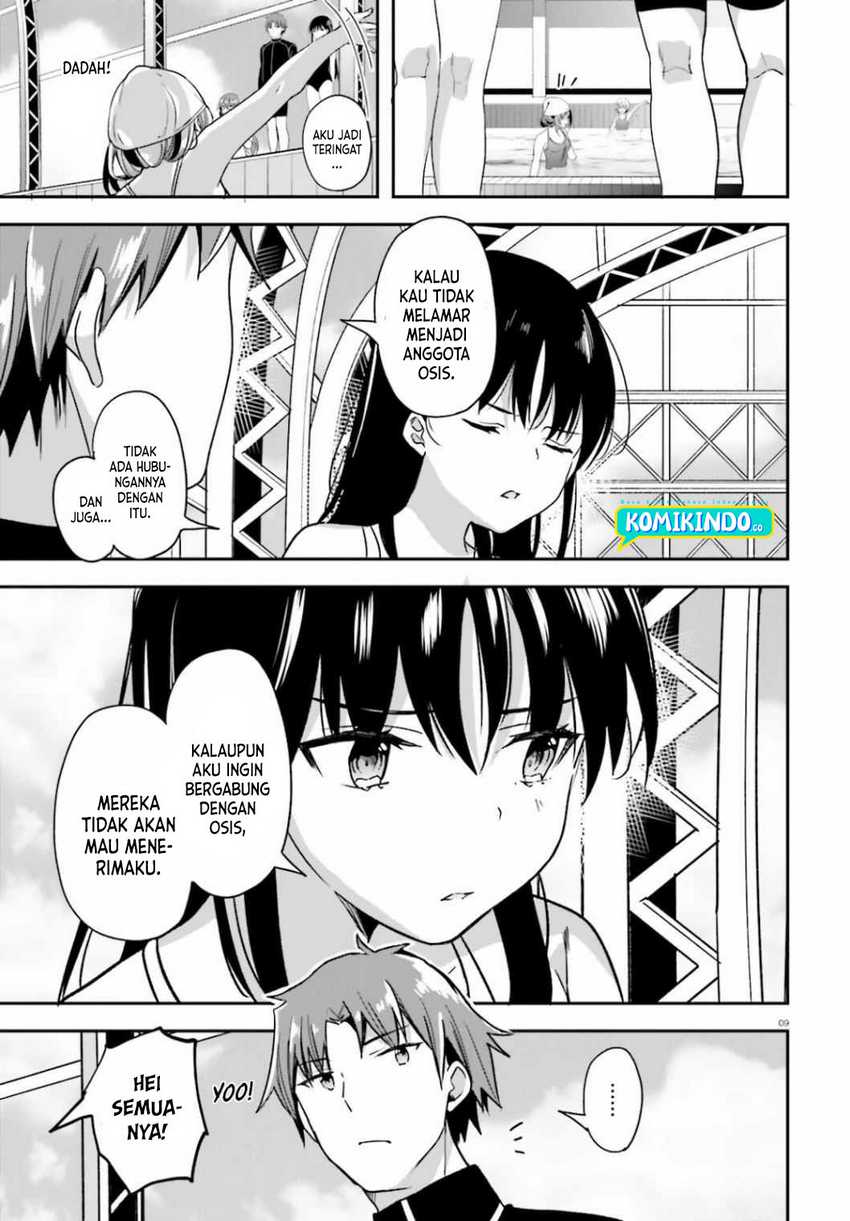 DADAH!
AKU JADI
TERINGAT
...
KALAU
KAU TIDAK
MELAMAR
MENJADI
ANGGOTA
OSIS.
TIDAK
ADA HUBU-
NGANNYA
DENGAN
ITU.
DAN
JUGA...
KOMIKINDO.CO
KALAUPUN
AKU INGIN
BERGABUNG
DENGAN
OSIS,
MEREKA
TIDAK AKAN
MAU MENE-
RIMAKU.
09
HEI
SEMUA-
NYA!
YOO!
.......